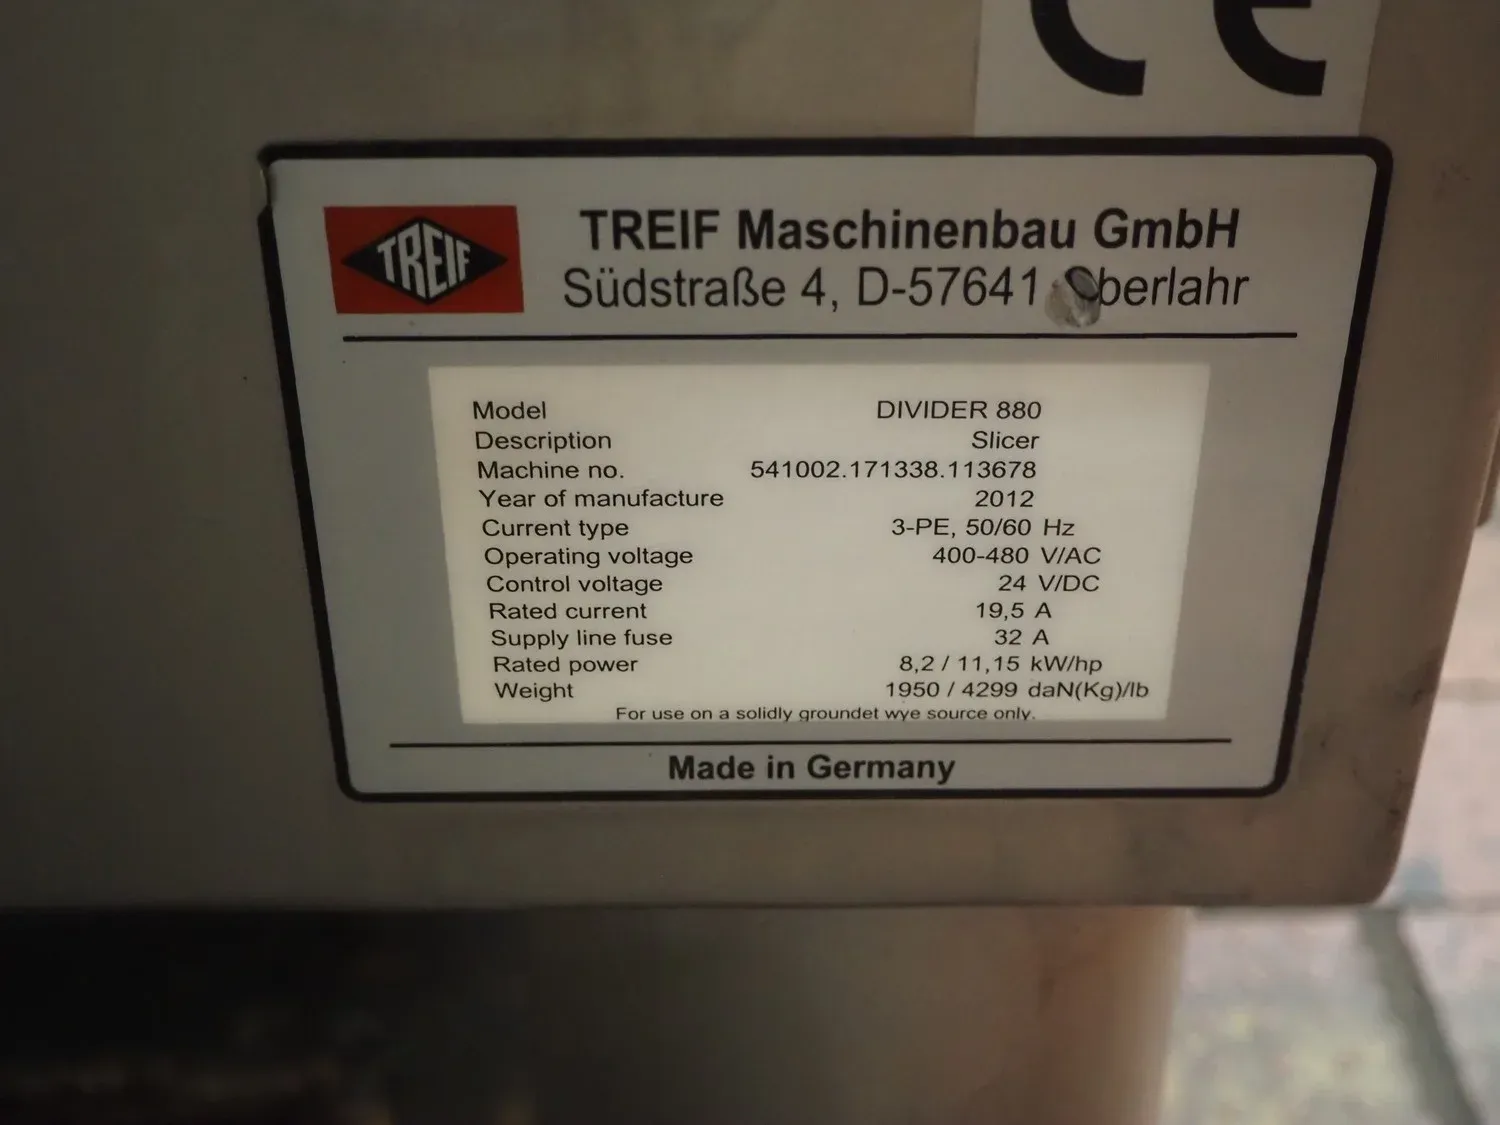 CE
TREIF
TREIF Maschinenbau GmbH
Südstraße 4, D-57641 Oberlahr
Model DIVIDER 880
Description Slicer
Machine no. 541002.171338.113678
Year of manufacture 2012
Current type 3-PE, 50/60 Hz
Operating voltage 400-480 V/AC
Control voltage 24 V/DC
Rated current 19,5 A
Supply line fuse 32 A
Rated power 8,2 / 11,15 kW/hp
Weight 1950 / 4299 daN(Kg)/lb
For use on a solidly groundet wye source only.
Made in Germany